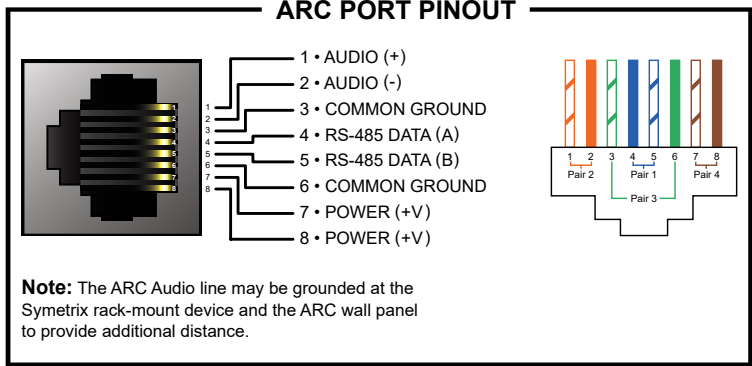 ARC PORT PINOUT
1
2
3
4
5
6
7
8
1
2
3
4
5
6
7
8
1 • AUDIO (+)
2 • AUDIO (-)
3 • COMMON GROUND
4 • RS-485 DATA (A)
5 • RS-485 DATA (B)
6 • COMMON GROUND
7 • POWER (+V)
8 • POWER (+V)
1 2 3 4 5 6 7 8
Pair 2 Pair 1 Pair 4
Pair 3
Note: The ARC Audio line may be grounded at the
Symetrix rack-mount device and the ARC wall panel
to provide additional distance.